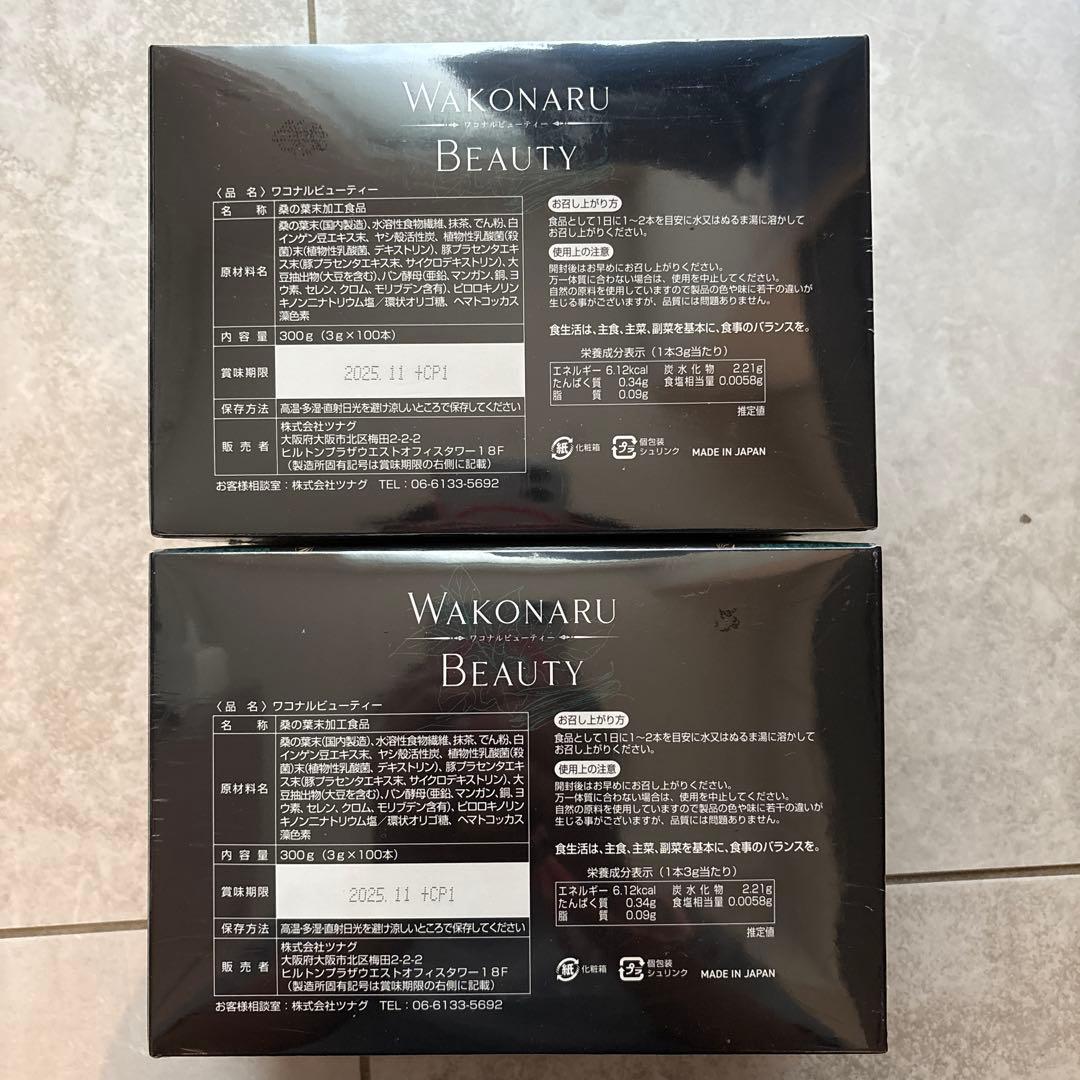 WAKONARU
ワコナルビューティー
BEAUTY
〈品 名〉ワコナルビューティー
名 称 桑の葉末加工食品
原材料名
桑の葉末(国内製造)、水溶性食物繊維、抹茶、でん粉、白
インゲン豆エキス末、ヤシ殻活性炭、植物性乳酸菌(殺
菌)末(植物性乳酸菌、デキストリン)、豚プラセンタエキ
ス末(豚プラセンタエキス末、サイクロデキストリン)、大
豆抽出物(大豆を含む)、パン酵母(亜鉛、マンガン、銅、ヨ
ウ素、セレン、クロム、モリブデン含有)、ピロロキノリン
キノン二ナトリウム塩／環状オリゴ糖、ヘマトコッカス
藻色素
内容量 300g（3g×100本）
賞味期限 2025.11 +CP1
保存方法 高温・多湿・直射日光を避け涼しいところで保存してください
販売者
株式会社ツナグ
大阪府大阪市北区梅田2-2-2
ヒルトンプラザウエストオフィスタワー18F
（製造所固有記号は賞味期限の右側に記載）
お客様相談室：株式会社ツナグ TEL：06-6133-5692
お召し上がり方
食品として1日に1～2本を目安に水又はぬるま湯に溶かして
お召し上がりください。
使用上の注意
開封後はお早めにお召し上がりください。
万一体質に合わない場合は、使用を中止してください。
自然の原料を使用していますので製品の色や味に若干の違いが
生じる事がございますが、品質には問題ありません。
食生活は、主食、主菜、副菜を基本に、食事のバランスを。
栄養成分表示（1本3g当たり）
エネルギー 6.12kcal 炭水化物 2.21g
たんぱく質 0.34g 食塩相当量 0.0058g
脂質 0.09g
推定値
紙 化粧箱 プラ 個包装
シュリンク MADE IN JAPAN
WAKONARU
ワコナルビューティー
BEAUTY
〈品 名〉ワコナルビューティー
名 称 桑の葉末加工食品
原材料名
桑の葉末(国内製造)、水溶性食物繊維、抹茶、でん粉、白
インゲン豆エキス末、ヤシ殻活性炭、植物性乳酸菌(殺
菌)末(植物性乳酸菌、デキストリン)、豚プラセンタエキ
ス末(豚プラセンタエキス末、サイクロデキストリン)、大
豆抽出物(大豆を含む)、パン酵母(亜鉛、マンガン、銅、ヨ
ウ素、セレン、クロム、モリブデン含有)、ピロロキノリン
キノン二ナトリウム塩／環状オリゴ糖、ヘマトコッカス
藻色素
内容量 300g（3g×100本）
賞味期限 2025.11 +CP1
保存方法 高温・多湿・直射日光を避け涼しいところで保存してください
販売者
株式会社ツナグ
大阪府大阪市北区梅田2-2-2
ヒルトンプラザウエストオフィスタワー18F
（製造所固有記号は賞味期限の右側に記載）
お客様相談室：株式会社ツナグ TEL：06-6133-5692
お召し上がり方
食品として1日に1～2本を目安に水又はぬるま湯に溶かして
お召し上がりください。
使用上の注意
開封後はお早めにお召し上がりください。
万一体質に合わない場合は、使用を中止してください。
自然の原料を使用していますので製品の色や味に若干の違いが
生じる事がございますが、品質には問題ありません。
食生活は、主食、主菜、副菜を基本に、食事のバランスを。
栄養成分表示（1本3g当たり）
エネルギー 6.12kcal 炭水化物 2.21g
たんぱく質 0.34g 食塩相当量 0.0058g
脂質 0.09g
推定値
紙 化粧箱 プラ 個包装
シュリンク MADE IN JAPAN